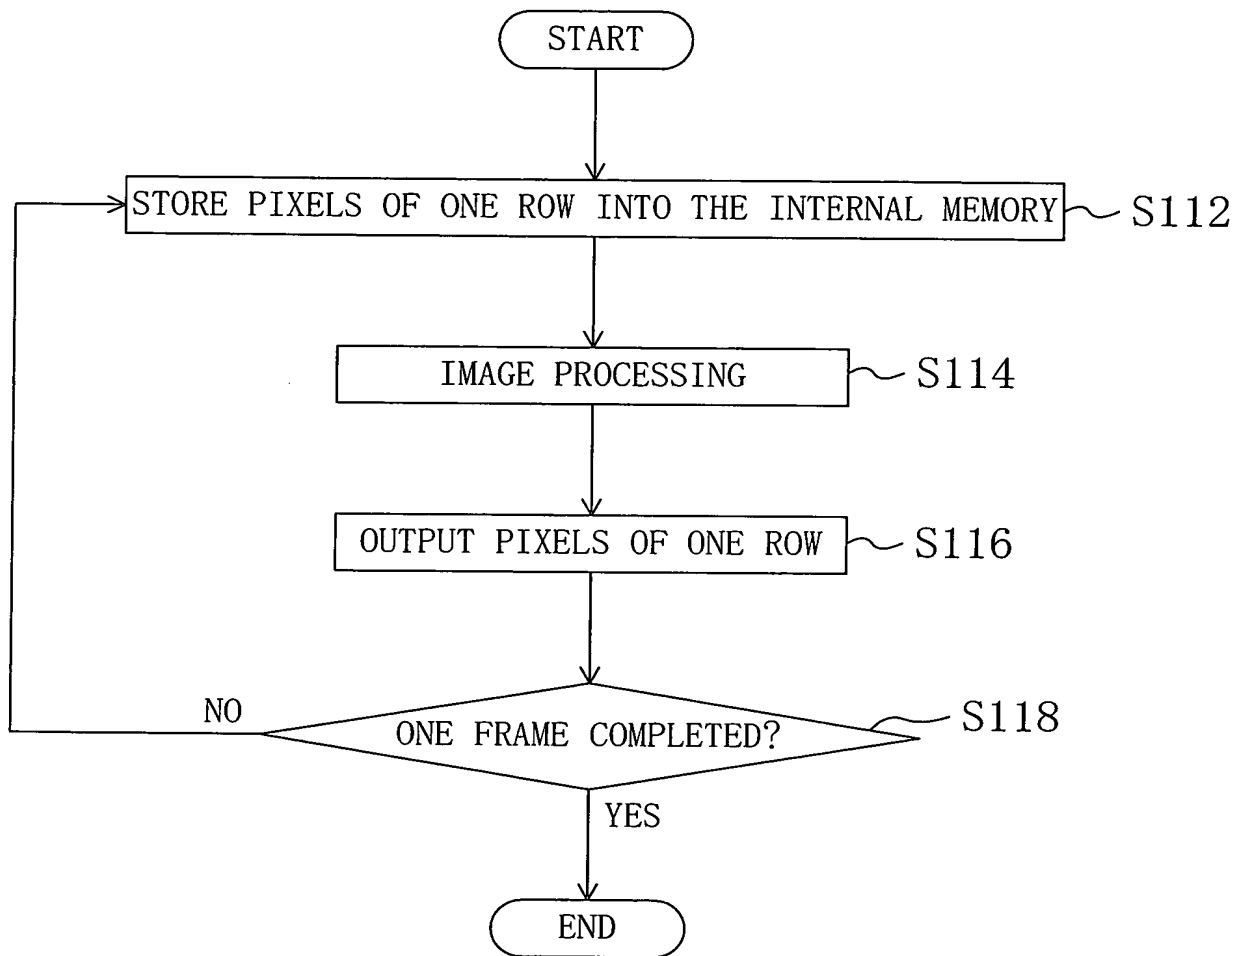 START
STORE PIXELS OF ONE ROW INTO THE INTERNAL MEMORY
S112
IMAGE PROCESSING
S114
OUTPUT PIXELS OF ONE ROW
S116
NO
ONE FRAME COMPLETED?
S118
YES
END